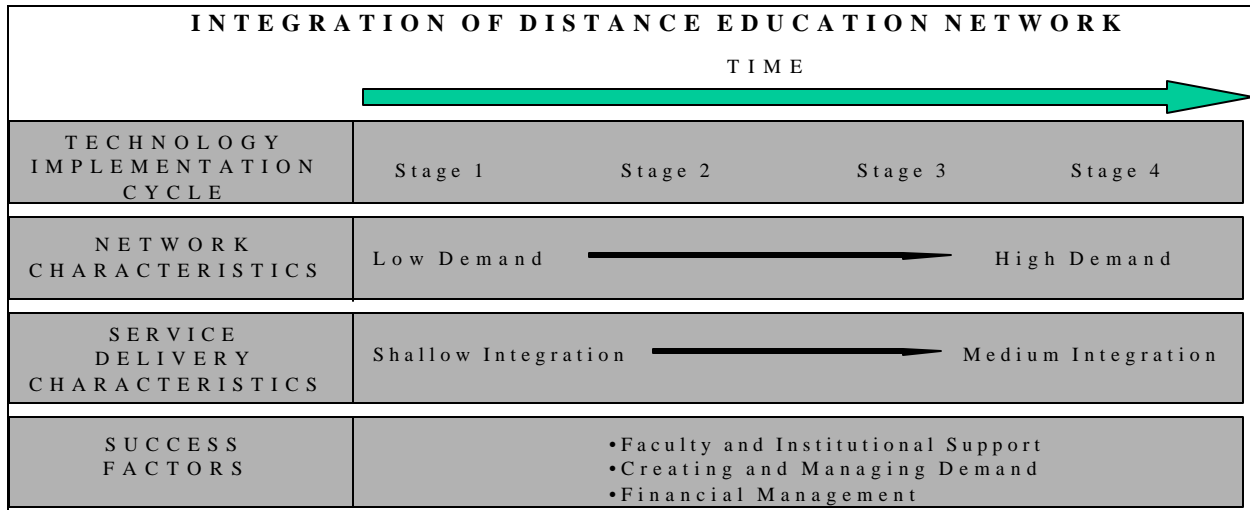 INTEGRATION OF DISTANCE EDUCATION NETWORK
TIME
TECHNOLOGY
IMPLEMENTATION
CYCLE
Stage 1 Stage 2 Stage 3 Stage 4
NETWORK
CHARACTERISTICS
Low Demand High Demand
SERVICE
DELIVERY
CHARACTERISTICS
Shallow Integration Medium Integration
SUCCESS
FACTORS
•Faculty and Institutional Support
•Creating and Managing Demand
•Financial Management